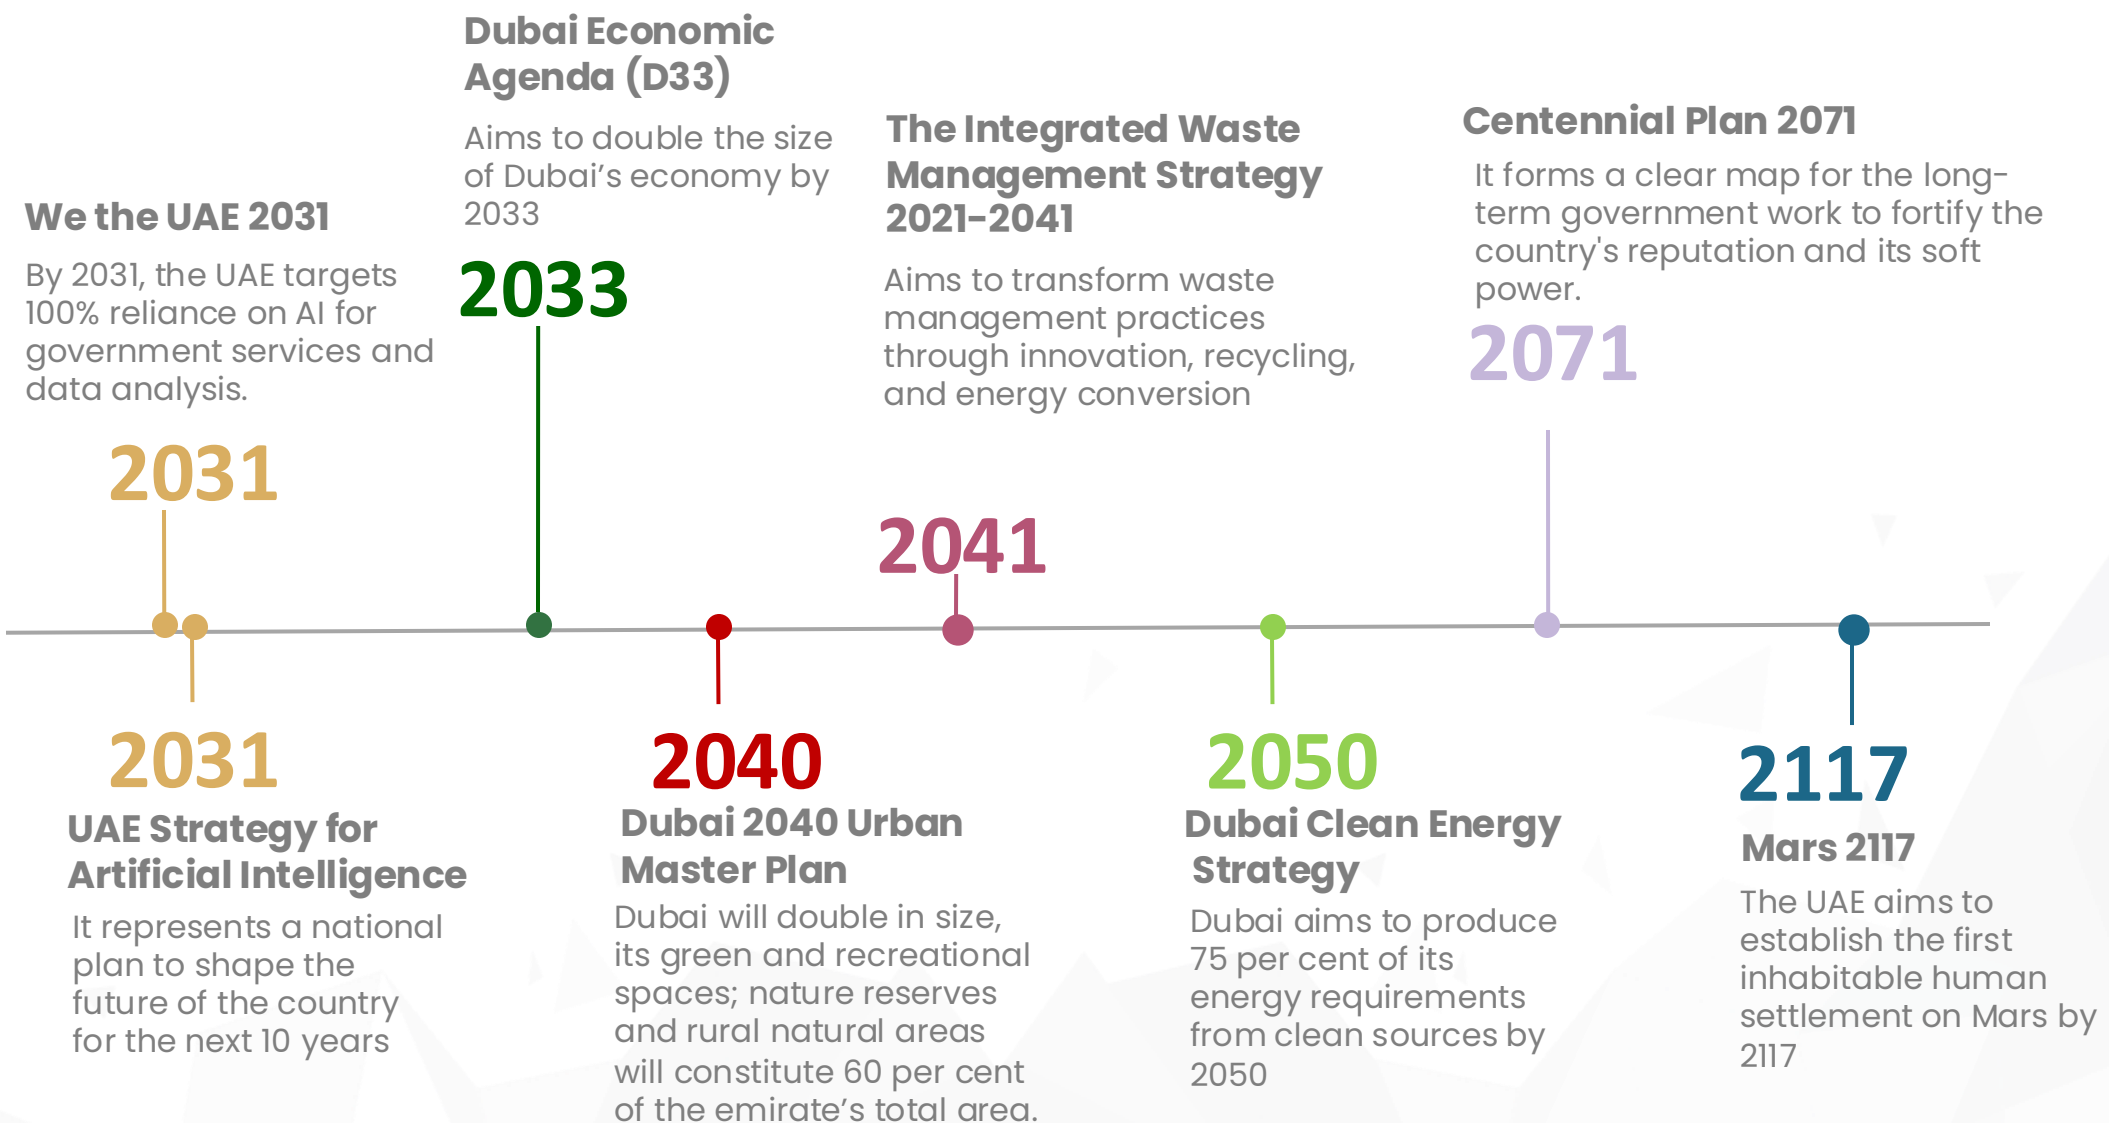 We the UAE 2031
By 2031, the UAE targets
100% reliance on AI for
government services and
data analysis.
2031
Dubai Economic
Agenda (D33)
Aims to double the size
of Dubai’s economy by
2033
2033
The Integrated Waste
Management Strategy
2021-2041
Aims to transform waste
management practices
through innovation, recycling,
and energy conversion
2041
Centennial Plan 2071
It forms a clear map for the long-
term government work to fortify the
country's reputation and its soft
power.
2071
2031
UAE Strategy for
Artificial Intelligence
It represents a national
plan to shape the
future of the country
for the next 10 years
2040
Dubai 2040 Urban
Master Plan
Dubai will double in size,
its green and recreational
spaces; nature reserves
and rural natural areas
will constitute 60 per cent
of the emirate’s total area.
2050
Dubai Clean Energy
Strategy
Dubai aims to produce
75 per cent of its
energy requirements
from clean sources by
2050
2117
Mars 2117
The UAE aims to
establish the first
inhabitable human
settlement on Mars by
2117